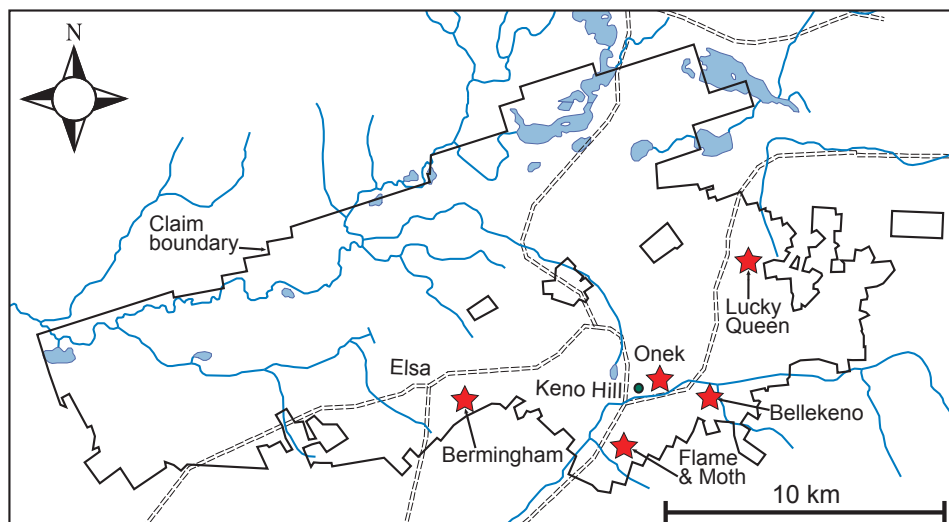 N
Claim
boundary
Lucky
Queen
Onek
Elsa
Keno Hill
Bellekeno
Bermingham
Flame
& Moth
10 km